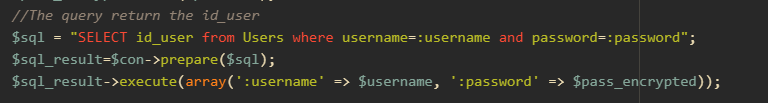 //The query return the id_user
$sql = "SELECT id_user from Users where username=:username and password=:password";
$sql_result=$con->prepare($sql);
$sql_result->execute(array(':username' => $username, ':password' => $pass_encrypted));